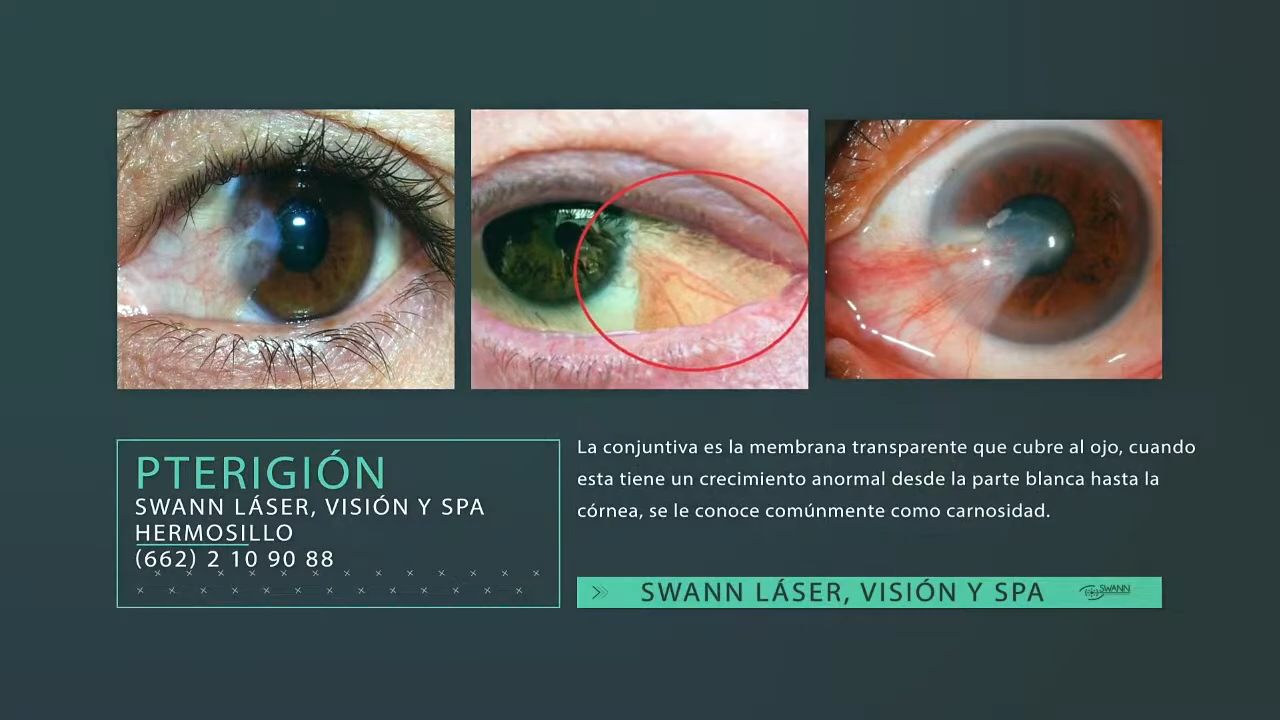 PTERIGIÓN
SWANN LÁSER, VISIÓN Y SPA
HERMOSILLO
(662) 2 10 90 88
La conjuntiva es la membrana transparente que cubre al ojo, cuando
esta tiene un crecimiento anormal desde la parte blanca hasta la
córnea, se le conoce comúnmente como carnosidad.
SWANN LÁSER, VISIÓN Y SPA
SWANN